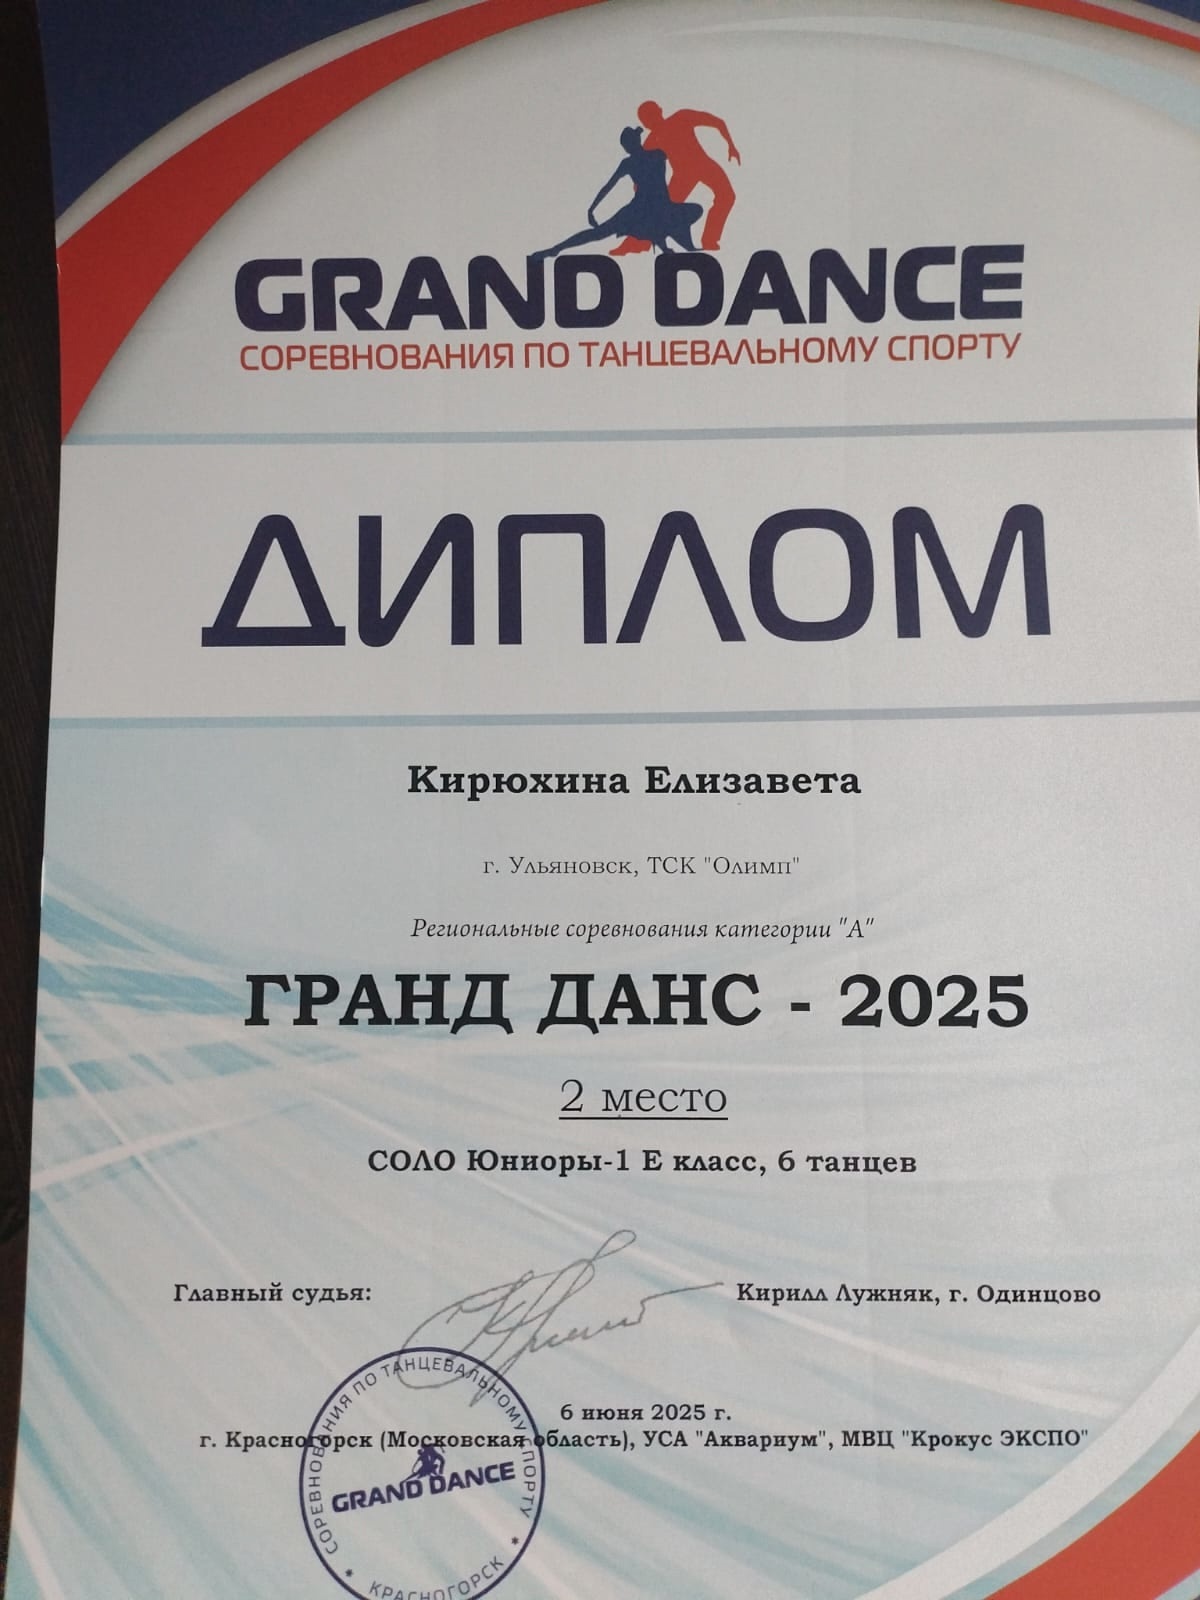 GRAND DANCE
СОРЕВНОВАНИЯ ПО ТАНЦЕВАЛЬНОМУ СПОРТУ
ДИПЛОМ
Кирюхина Елизавета
г. Ульяновск, ТСК "Олимп"
Региональные соревнования категории "А"
ГРАНД ДАНС - 2025
2 место
СОЛО Юниоры-1 Е класс, 6 танцев
Главный судья: Кирилл Лужняк, г. Одинцово
6 июня 2025 г.
г. Красногорск (Московская область), УСА "Аквариум", МВЦ "Крокус ЭКСПО"
СОРЕВНОВАНИЯ ПО ТАНЦЕВАЛЬНОМУ СПОРТУ
GRAND DANCE
* КРАСНОГОРСК *